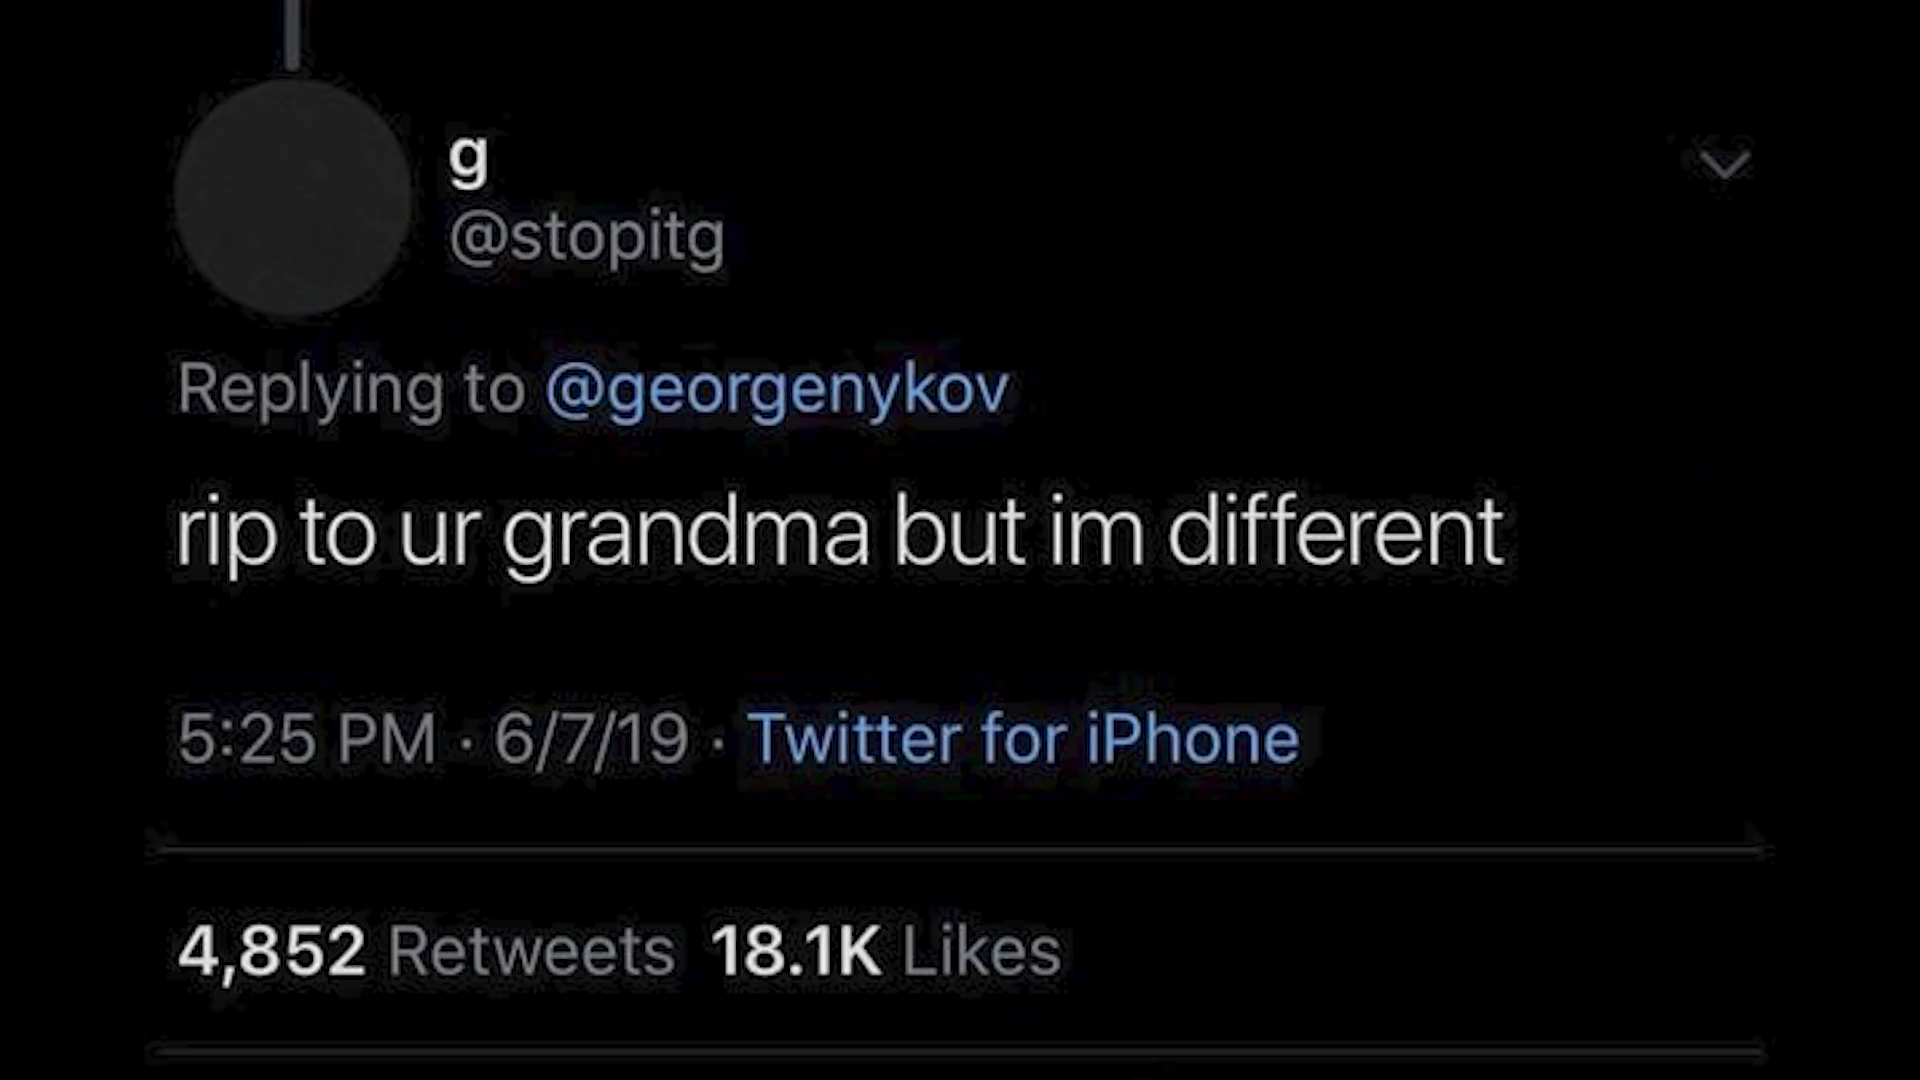 g
@stopitg
Replying to @georgenykov
rip to ur grandma but im different
5:25 PM · 6/7/19 · Twitter for iPhone
4,852 Retweets 18.1K Likes